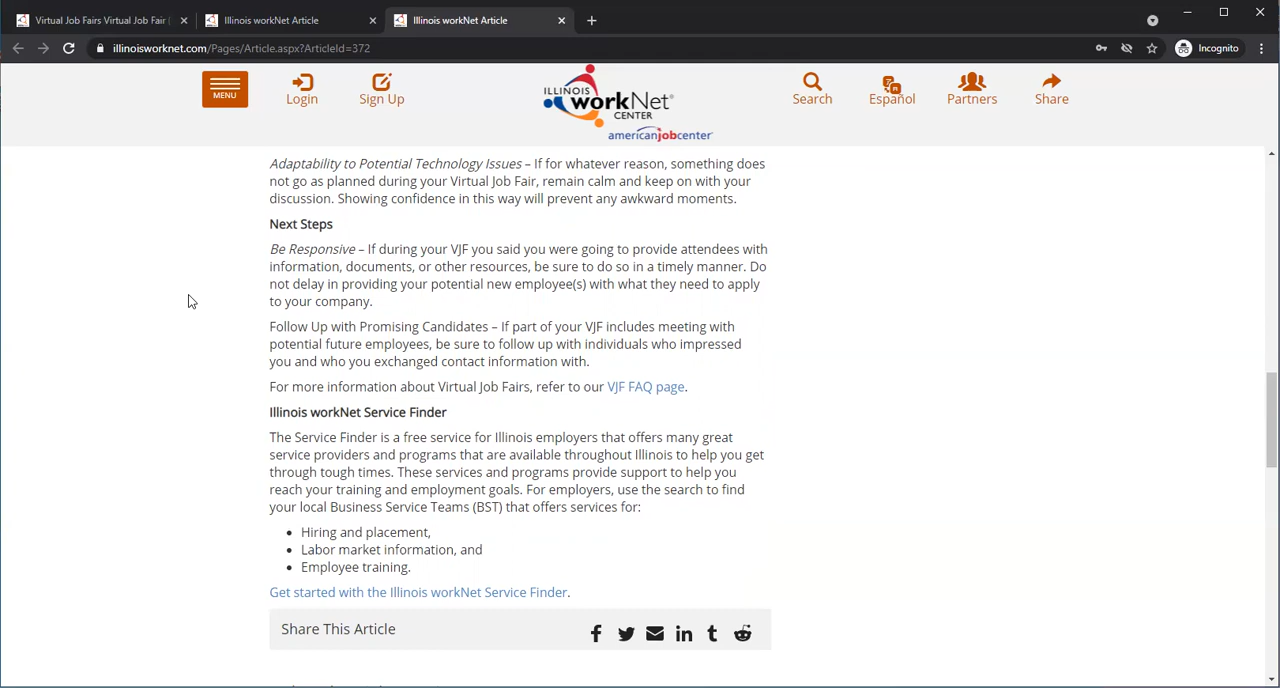 Virtual Job Fairs Virtual Job Fair |
Illinois workNet Article
Illinois workNet Article
illinoisworknet.com/Pages/Article.aspx?ArticleId=372
Incognito
MENU
Login
Sign Up
ILLINOIS
workNet
CENTER
americanjobcenter
Search
Español
Partners
Share
Adaptability to Potential Technology Issues – If for whatever reason, something does
not go as planned during your Virtual Job Fair, remain calm and keep on with your
discussion. Showing confidence in this way will prevent any awkward moments.
Next Steps
Be Responsive – If during your VJF you said you were going to provide attendees with
information, documents, or other resources, be sure to do so in a timely manner. Do
not delay in providing your potential new employee(s) with what they need to apply
to your company.
Follow Up with Promising Candidates – If part of your VJF includes meeting with
potential future employees, be sure to follow up with individuals who impressed
you and who you exchanged contact information with.
For more information about Virtual Job Fairs, refer to our VJF FAQ page.
Illinois workNet Service Finder
The Service Finder is a free service for Illinois employers that offers many great
service providers and programs that are available throughout Illinois to help you get
through tough times. These services and programs provide support to help you
reach your training and employment goals. For employers, use the search to find
your local Business Service Teams (BST) that offers services for:
• Hiring and placement,
• Labor market information, and
• Employee training.
Get started with the Illinois workNet Service Finder.
Share This Article